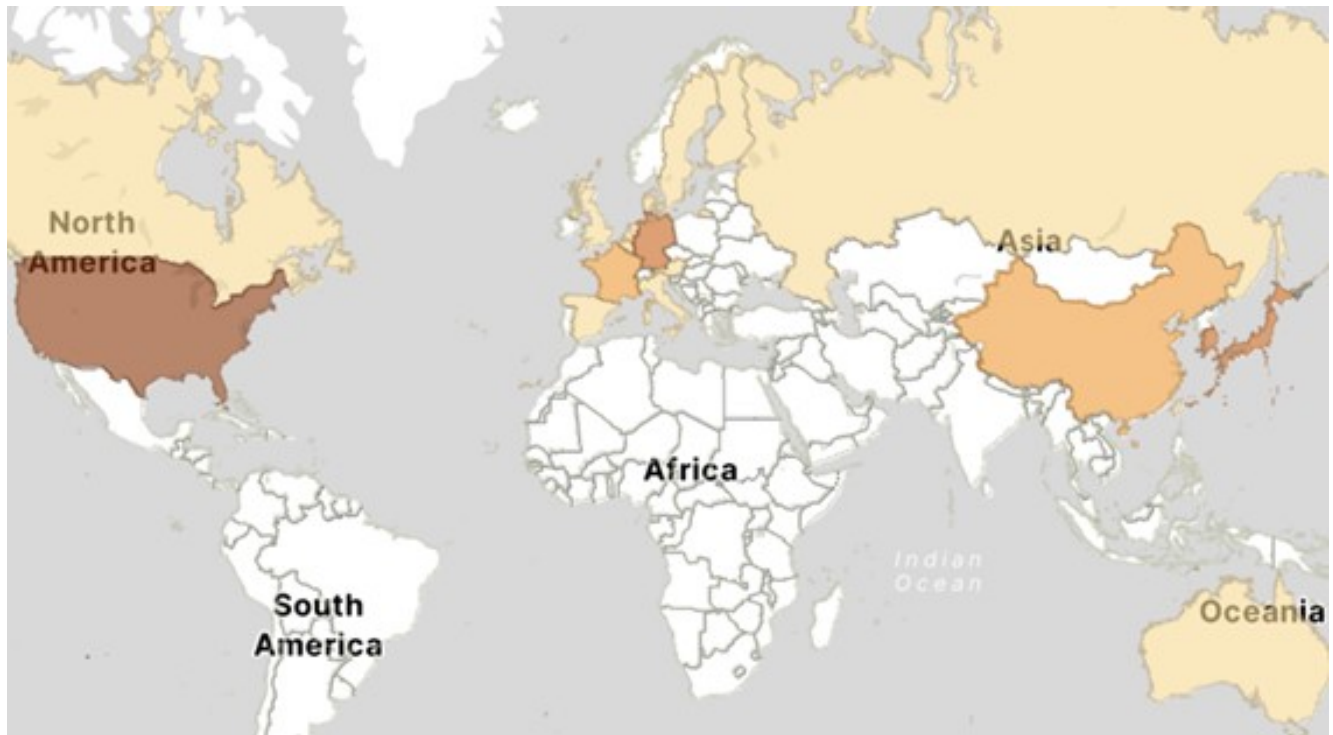 North
America
Asia
Africa
Indian
Ocean
South
America
Oceania